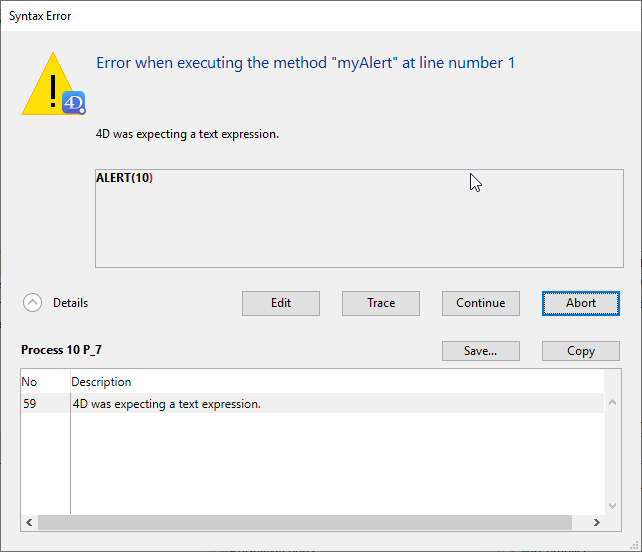 Syntax Error
Error when executing the method "myAlert" at line number 1
4D
4D was expecting a text expression.
ALERT(10)
Details
Edit
Trace
Continue
Abort
Process 10 P_7
Save...
Copy
No Description
59 4D was expecting a text expression.